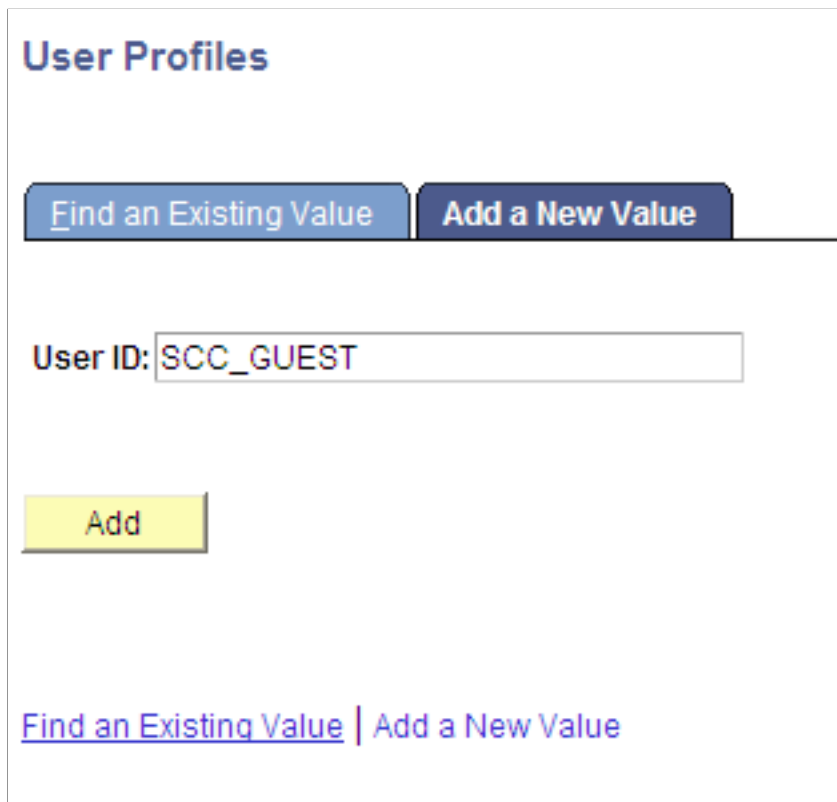 User Profiles
Find an Existing Value Add a New Value
User ID: SCC_GUEST
Add
Find an Existing Value | Add a New Value